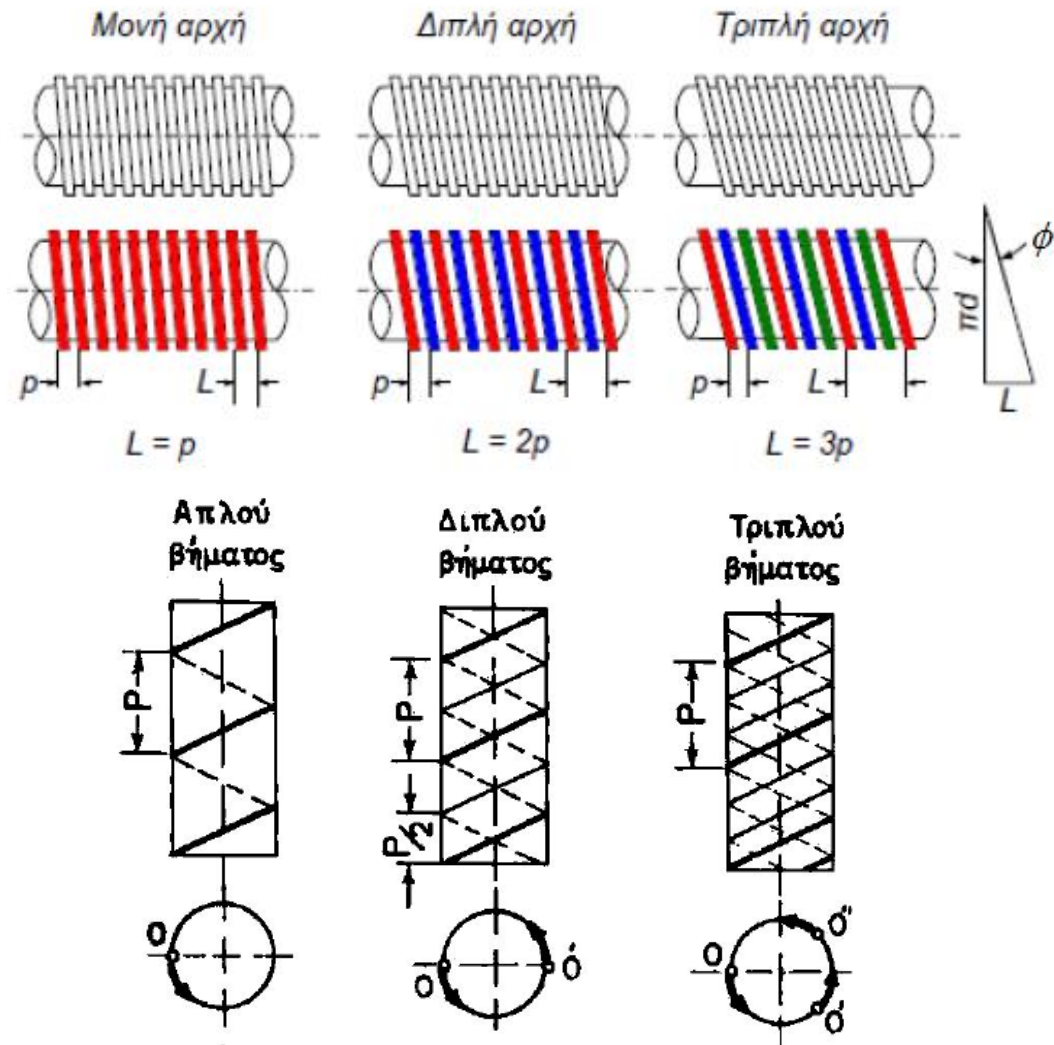 Μονή αρχή
Διπλή αρχή
Τριπλή αρχή
p
L
p
L
p
L
πd
ϕ
L
L = p
L = 2p
L = 3p
Απλού
βήματος
Διπλού
βήματος
Τριπλού
βήματος
P
P
P/2
P
O
O
O'
O
O'
O''